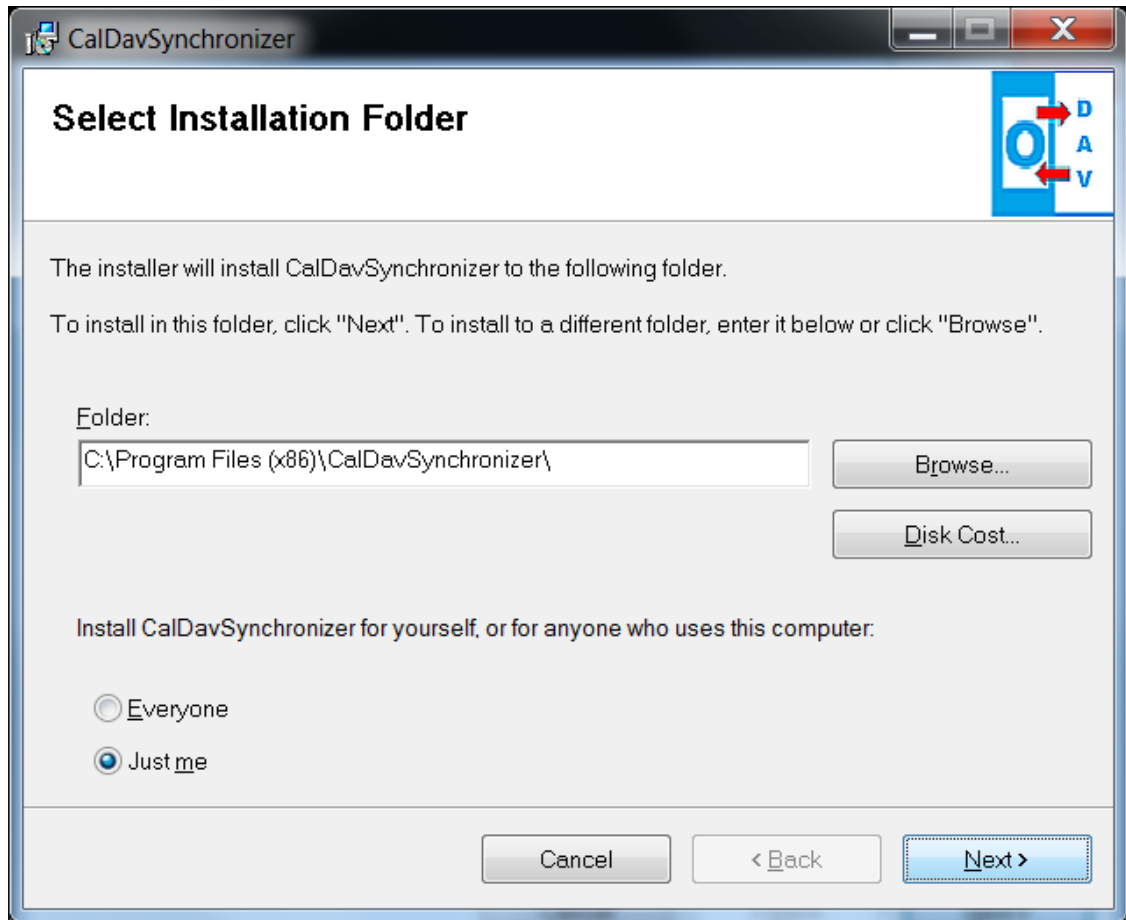 CalDavSynchronizer
Select Installation Folder
O
D
A
V
The installer will install CalDavSynchronizer to the following folder.
To install in this folder, click "Next". To install to a different folder, enter it below or click "Browse".
Folder:
C:\Program Files (x86)\CalDavSynchronizer\
Browse...
Disk Cost...
Install CalDavSynchronizer for yourself, or for anyone who uses this computer:
Everyone
Just me
Cancel
< Back
Next >